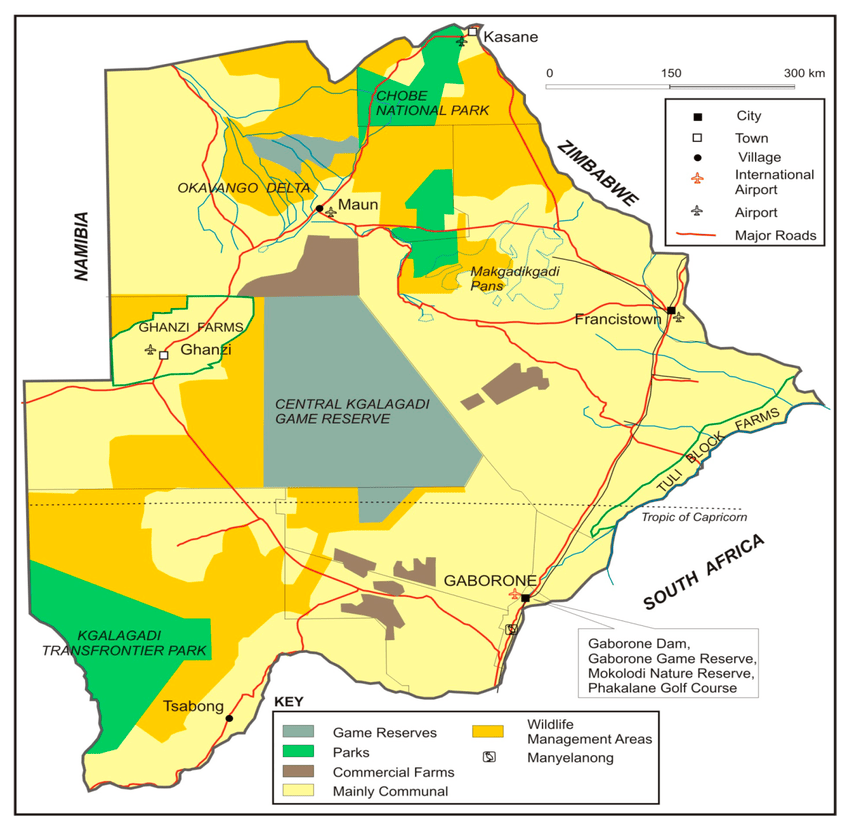 Kasane
0 150 300 km
CHOBE
NATIONAL PARK
City
Town
Village
International
Airport
Airport
Major Roads
ZIMBABWE
OKAVANGO DELTA
Maun
NAMIBIA
Makgadikgadi
Pans
GHANZI FARMS
Ghanzi
Francistown
CENTRAL KGALAGADI
GAME RESERVE
TULI BLOCK FARMS
Tropic of Capricorn
SOUTH AFRICA
GABORONE
KGALAGADI
TRANSFRONTIER PARK
Gaborone Dam,
Gaborone Game Reserve,
Mokolodi Nature Reserve,
Phakalane Golf Course
Tsabong
KEY
Game Reserves
Parks
Commercial Farms
Mainly Communal
Wildlife
Management Areas
Manyelanong